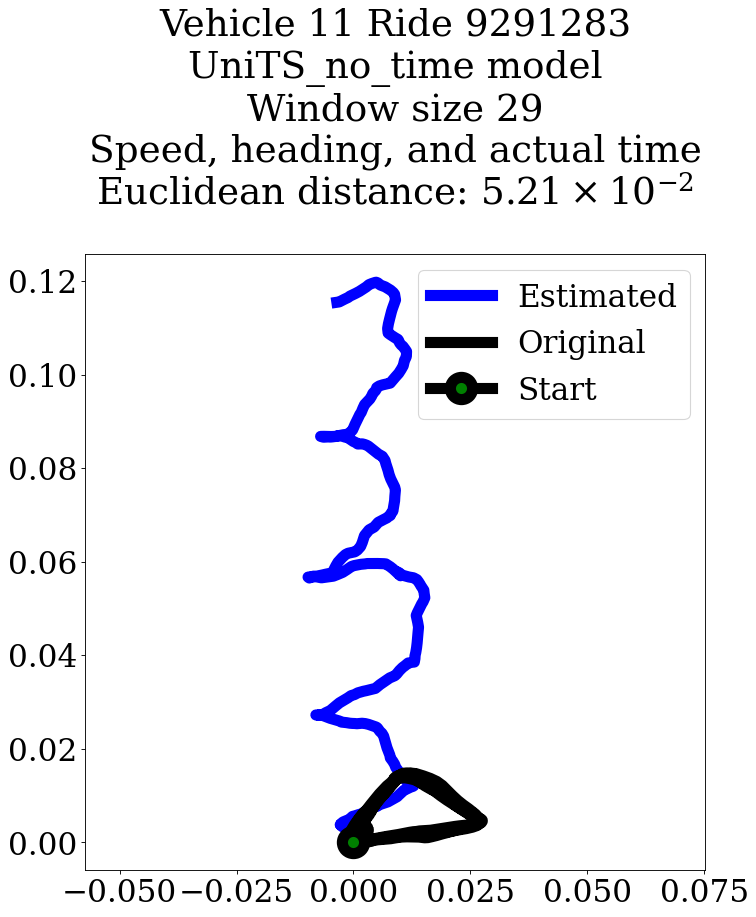 Vehicle 11 Ride 9291283
UniTS_no_time model
Window size 29
Speed, heading, and actual time
Euclidean distance: 5.21 × 10⁻²
Estimated
Original
Start
0.12
0.10
0.08
0.06
0.04
0.02
0.00
−0.050
−0.025
0.000
0.025
0.050
0.075